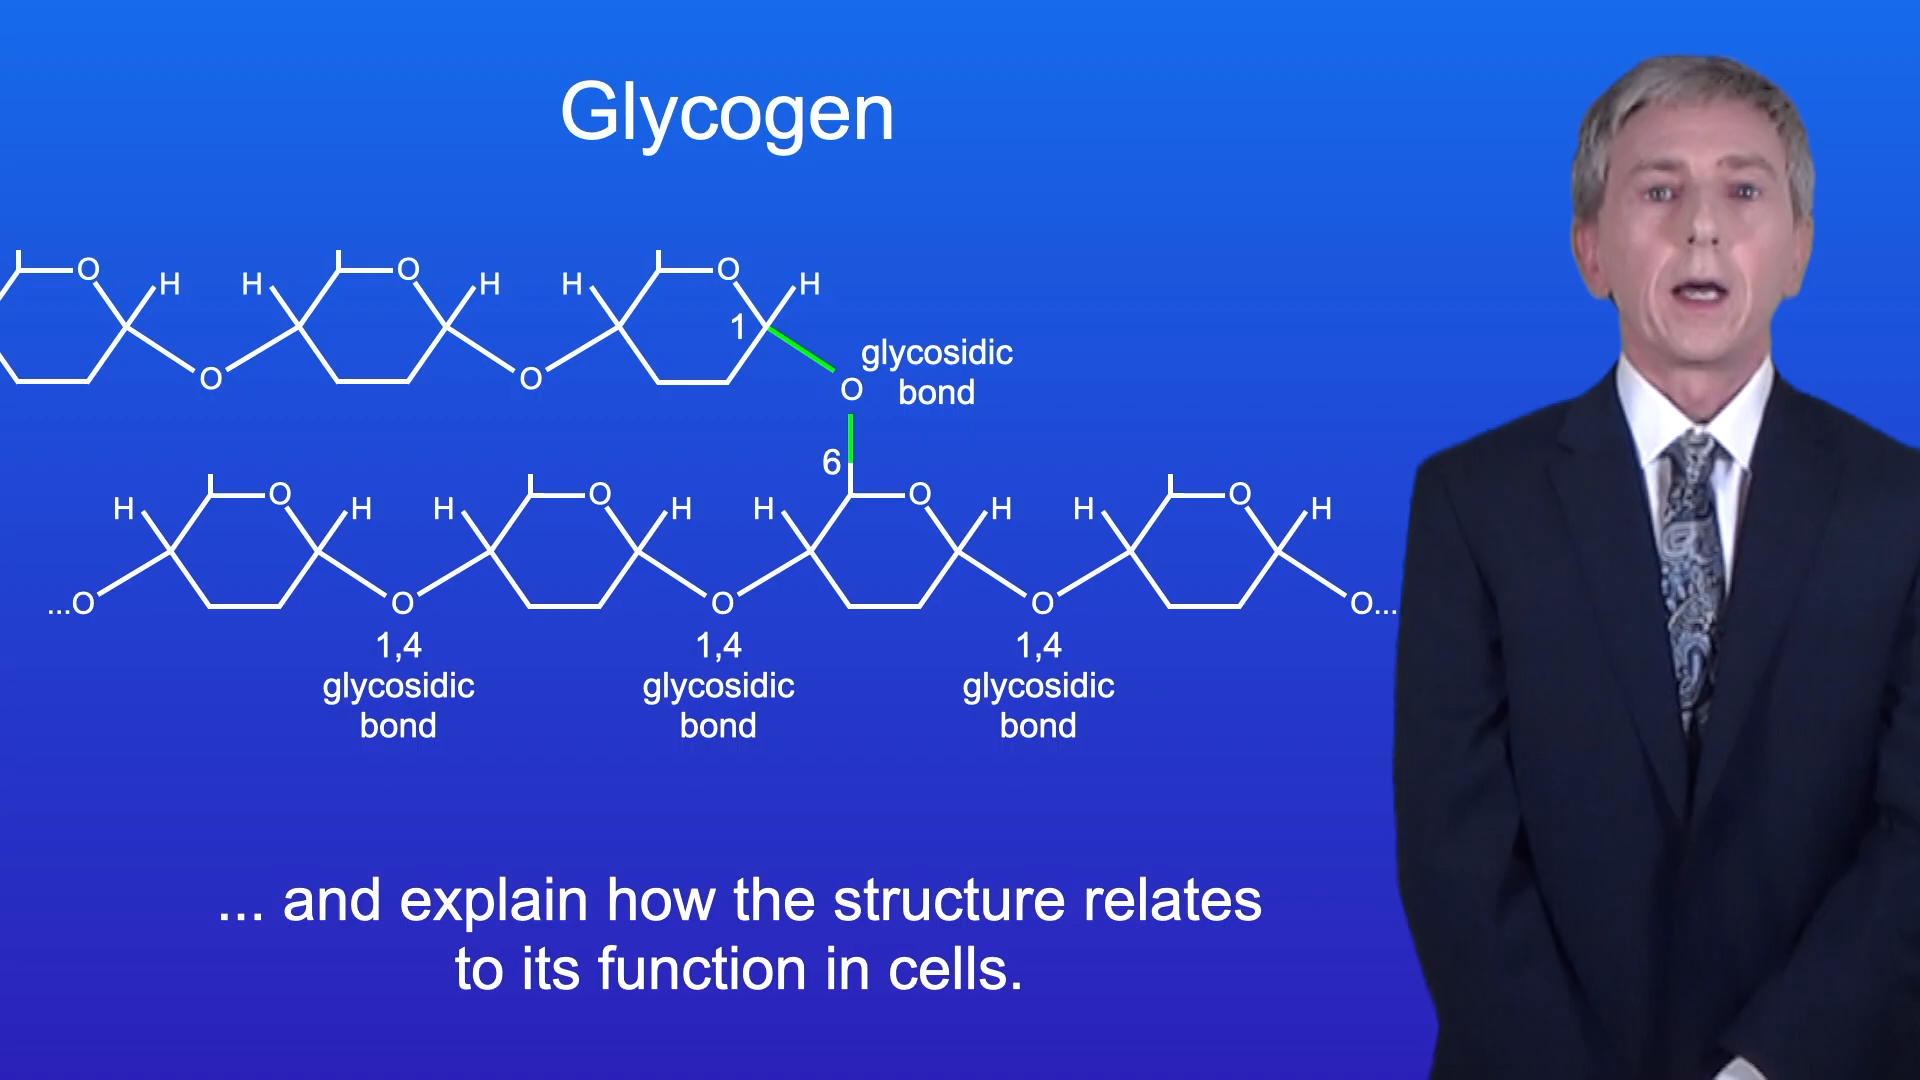 Glycogen
O H H O H H O H
1
O O O
glycosidic
bond
6
H O H H O H H O H H O H
...O O O O O...
1,4 1,4 1,4
glycosidic glycosidic glycosidic
bond bond bond
... and explain how the structure relates
to its function in cells.